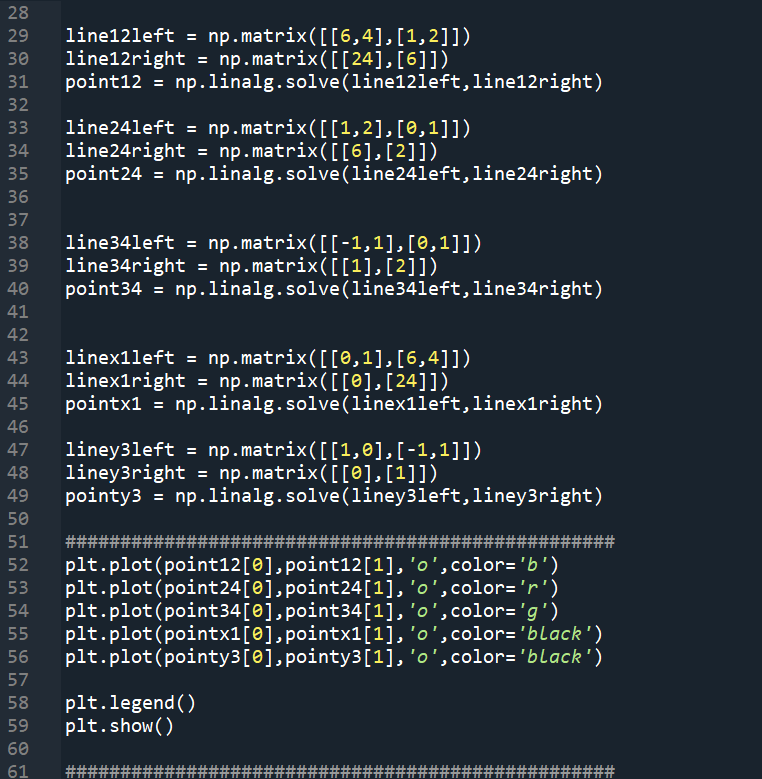 28
29 line12left = np.matrix([[6,4],[1,2]])
30 line12right = np.matrix([[24],[6]])
31 point12 = np.linalg.solve(line12left,line12right)
32
33 line24left = np.matrix([[1,2],[0,1]])
34 line24right = np.matrix([[6],[2]])
35 point24 = np.linalg.solve(line24left,line24right)
36
37
38 line34left = np.matrix([[-1,1],[0,1]])
39 line34right = np.matrix([[1],[2]])
40 point34 = np.linalg.solve(line34left,line34right)
41
42
43 linex1left = np.matrix([[0,1],[6,4]])
44 linex1right = np.matrix([[0],[24]])
45 pointx1 = np.linalg.solve(linex1left,linex1right)
46
47 liney3left = np.matrix([[1,0],[-1,1]])
48 liney3right = np.matrix([[0],[1]])
49 pointy3 = np.linalg.solve(liney3left,liney3right)
50
51 ##################################################
52 plt.plot(point12[0],point12[1],'o',color='b')
53 plt.plot(point24[0],point24[1],'o',color='r')
54 plt.plot(point34[0],point34[1],'o',color='g')
55 plt.plot(pointx1[0],pointx1[1],'o',color='black')
56 plt.plot(pointy3[0],pointy3[1],'o',color='black')
57
58 plt.legend()
59 plt.show()
60
61 ##################################################